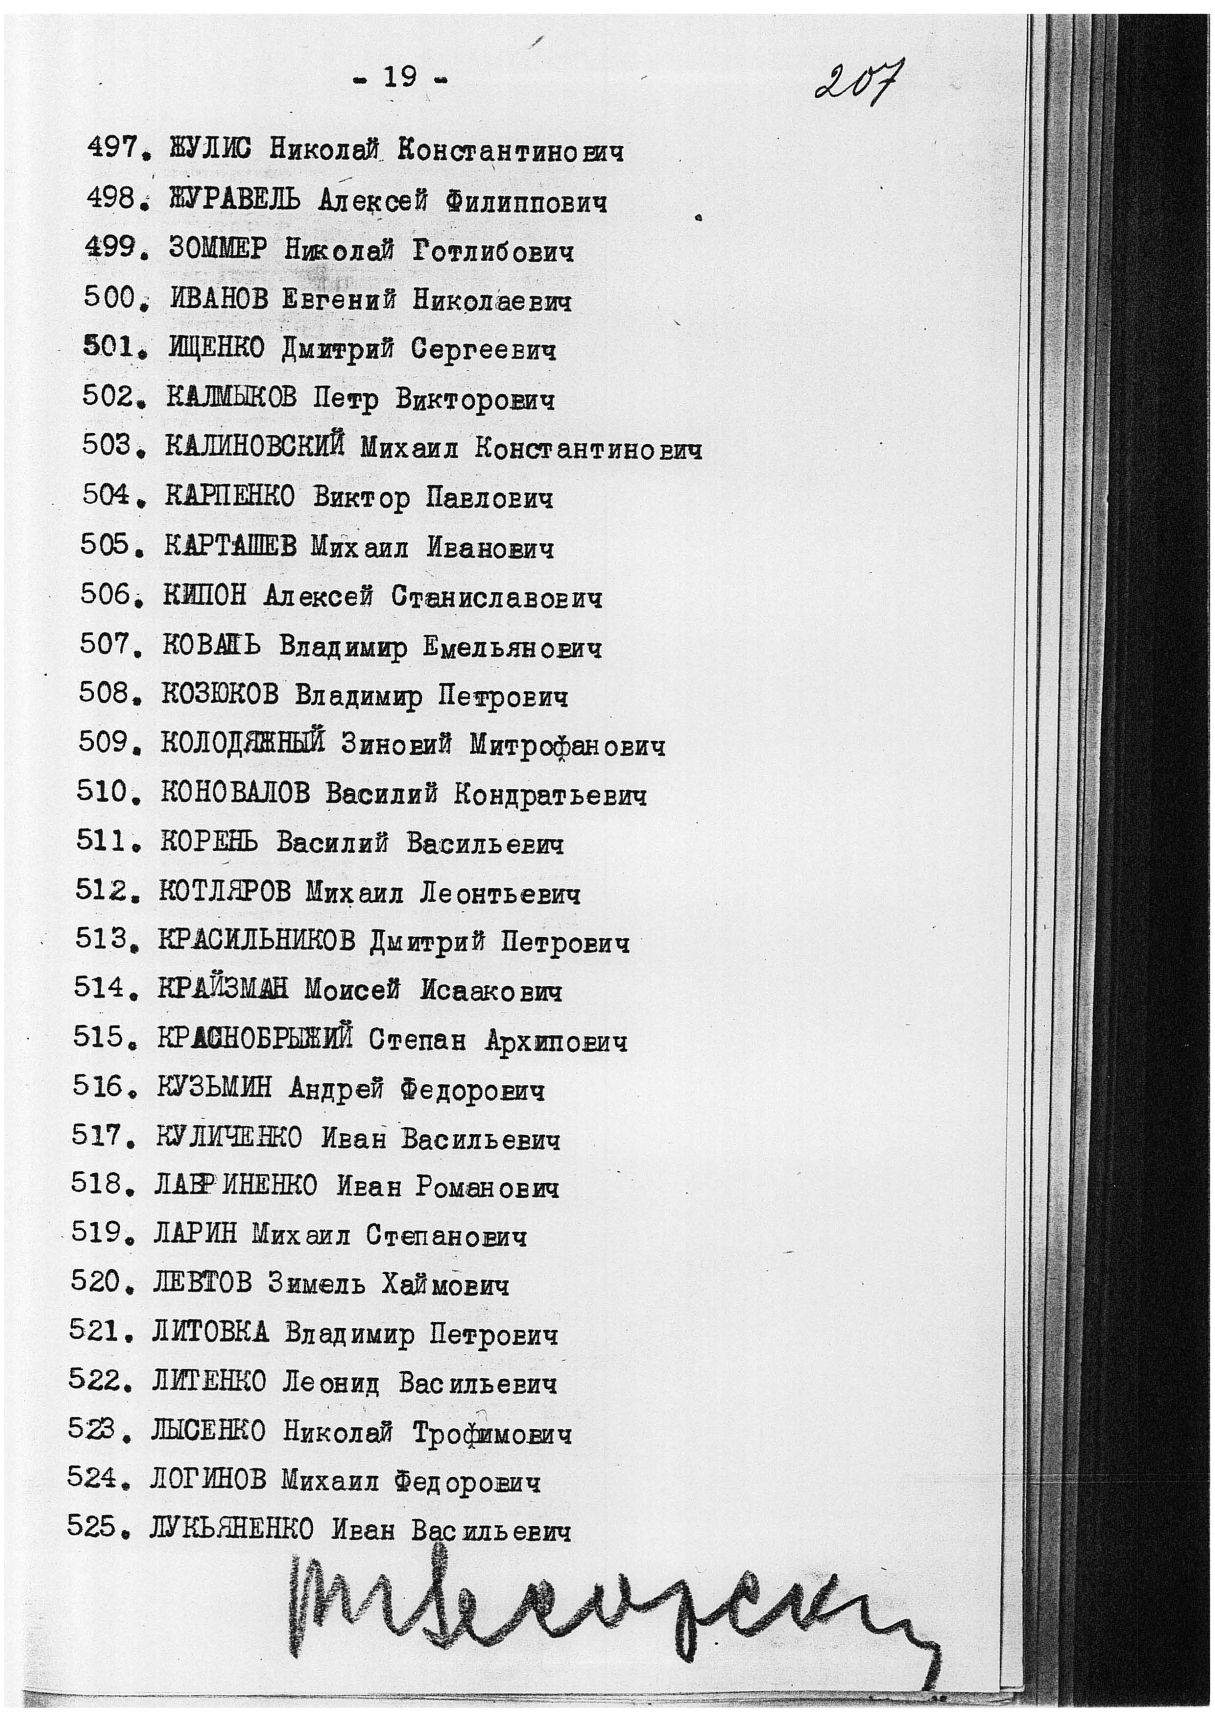 - 19 -
207
497. ЖУЛИС Николай Константинович
498. ЖУРАВЕЛЬ Алексей Филиппович
499. ЗОММЕР Николай Готлибович
500. ИВАНОВ Евгений Николаевич
501. ИЩЕНКО Дмитрий Сергеевич
502. КАЛМЫКОВ Петр Викторович
503. КАЛИНОВСКИЙ Михаил Константинович
504. КАРПЕНКО Виктор Павлович
505. КАРТАШЕВ Михаил Иванович
506. КИПОН Алексей Станиславович
507. КОВАЛЬ Владимир Емельянович
508. КОЗЮКОВ Владимир Петрович
509. КОЛОДЯЖНЫЙ Зиновий Митрофанович
510. КОНОВАЛОВ Василий Кондратьевич
511. КОРЕНЬ Василий Васильевич
512. КОТЛЯРОВ Михаил Леонтьевич
513. КРАСИЛЬНИКОВ Дмитрий Петрович
514. КРАЙЗМАН Моисей Исаакович
515. КРАСНОБРЫЖИЙ Степан Архипович
516. КУЗЬМИН Андрей Федорович
517. КУЛИЧЕНКО Иван Васильевич
518. ЛАВРИНЕНКО Иван Романович
519. ЛАРИН Михаил Степанович
520. ЛЕВТОВ Зимель Хаймович
521. ЛИТОВКА Владимир Петрович
522. ЛИТЕНКО Леонид Васильевич
523. ЛЫСЕНКО Николай Трофимович
524. ЛОГИНОВ Михаил Федорович
525. ЛУКЬЯНЕНКО Иван Васильевич